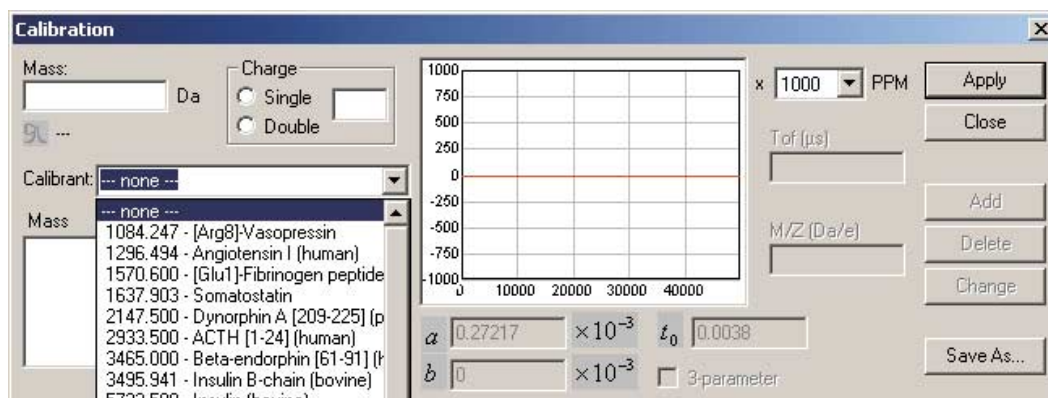 Calibration
Mass:
Da
---
Charge
Single
Double
Calibrant:
--- none ---
Mass
--- none ---
1084.247 - [Arg8]-Vasopressin
1296.494 - Angiotensin I (human)
1570.600 - [Glu1]-Fibrinogen peptide
1637.903 - Somatostatin
2147.500 - Dynorphin A [209-225] (p
2933.500 - ACTH [1-24] (human)
3465.000 - Beta-endorphin [61-91] (h
3495.941 - Insulin B-chain (bovine)
1000
750
500
250
0
-250
-500
-750
-1000
0 10000 20000 30000 40000
x 1000 PPM
Tof (µs)
M/Z (Da/e)
a 0.27217 ×10⁻³ t₀ 0.0038
b 0 ×10⁻³ 3-parameter
Apply
Close
Add
Delete
Change
Save As...